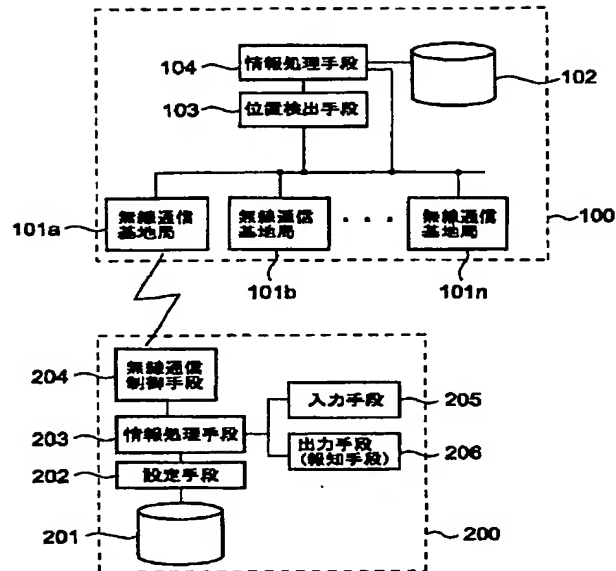 104
情報処理手段
102
103
位置検出手段
101a
無線通信
基地局
無線通信
基地局
・・・
無線通信
基地局
100
101b
101n
204
無線通信
制御手段
203
情報処理手段
入力手段
205
202
設定手段
出力手段
(報知手段)
206
201
200